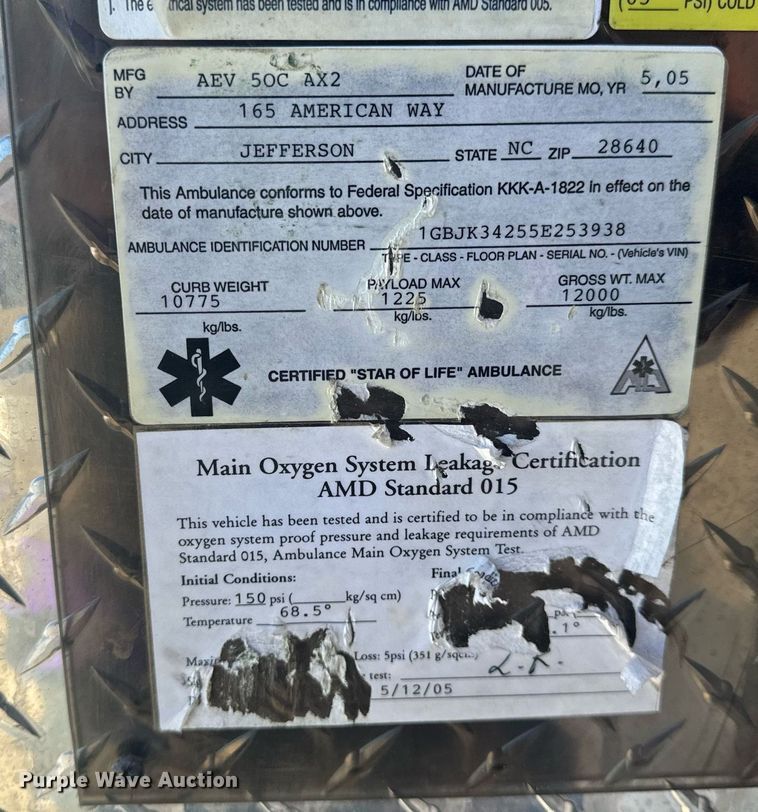 ]. The e rical system has been tested and is in compliance with AMD Standard 005.
PSI) COLD
MFG BY AEV 50C AX2 DATE OF MANUFACTURE MO, YR 5,05
ADDRESS 165 AMERICAN WAY
CITY JEFFERSON STATE NC ZIP 28640
This Ambulance conforms to Federal Specification KKK-A-1822 in effect on the
date of manufacture shown above.
AMBULANCE IDENTIFICATION NUMBER 1GBJK34255E253938
TYPE - CLASS - FLOOR PLAN - SERIAL NO. - (Vehicle's VIN)
CURB WEIGHT PAYLOAD MAX GROSS WT. MAX
10775 1225 12000
kg/lbs. kg/lbs. kg/lbs.
CERTIFIED "STAR OF LIFE" AMBULANCE
Main Oxygen System Leakag Certification
AMD Standard 015
This vehicle has been tested and is certified to be in compliance with the
oxygen system proof pressure and leakage requirements of AMD
Standard 015, Ambulance Main Oxygen System Test.
Initial Conditions: Final
Pressure: 150 psi ( kg/sq cm)
Temperature 68.5° .1°
Loss: 5psi (351 g/sqcm)
test: L.A.
5/12/05
Purple Wave Auction